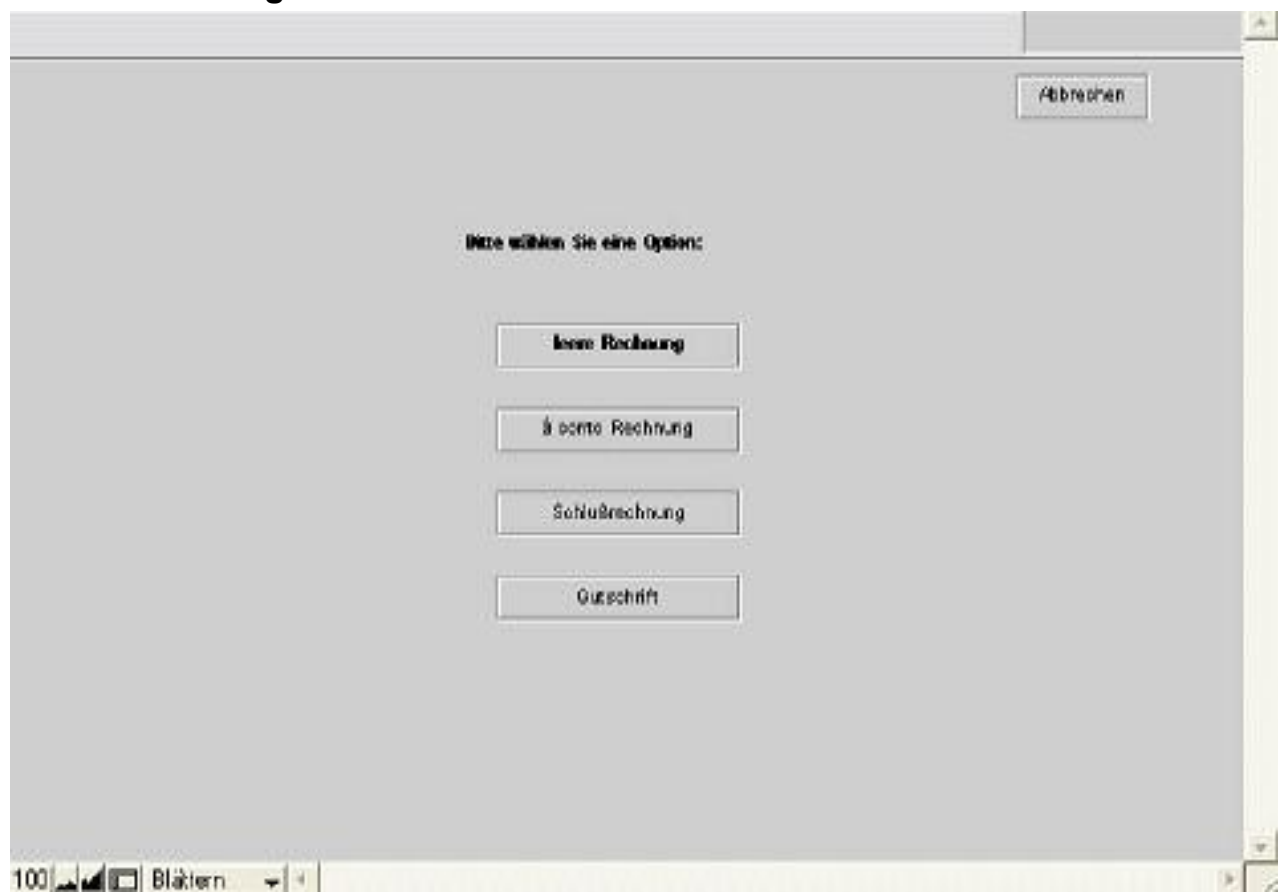 Abbrechen
Bitte wählen Sie eine Option:
leere Rechnung
à conto Rechnung
Schlußrechnung
Gutschrift
100 Blättern